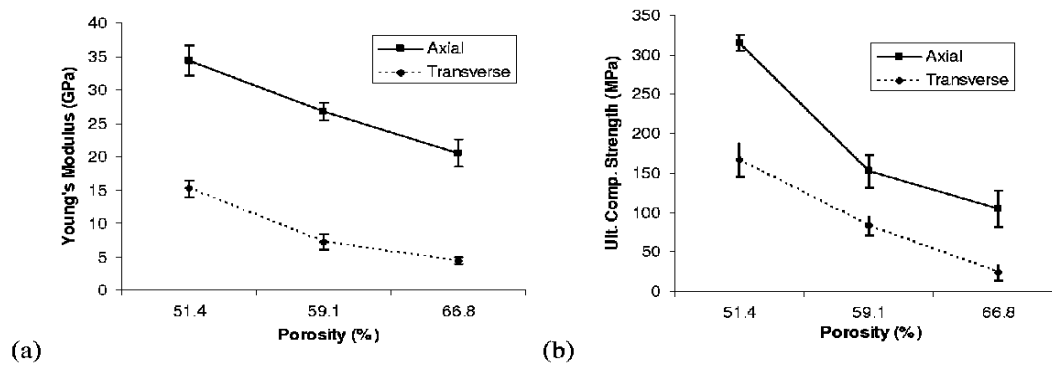 40
35
30
25
20
15
10
5
0
Young's Modulus (GPa)
Axial
Transverse
51.4 59.1 66.8
Porosity (%)
(a)
350
300
250
200
150
100
50
0
Ult. Comp. Strength (MPa)
Axial
Transverse
51.4 59.1 66.8
Porosity (%)
(b)